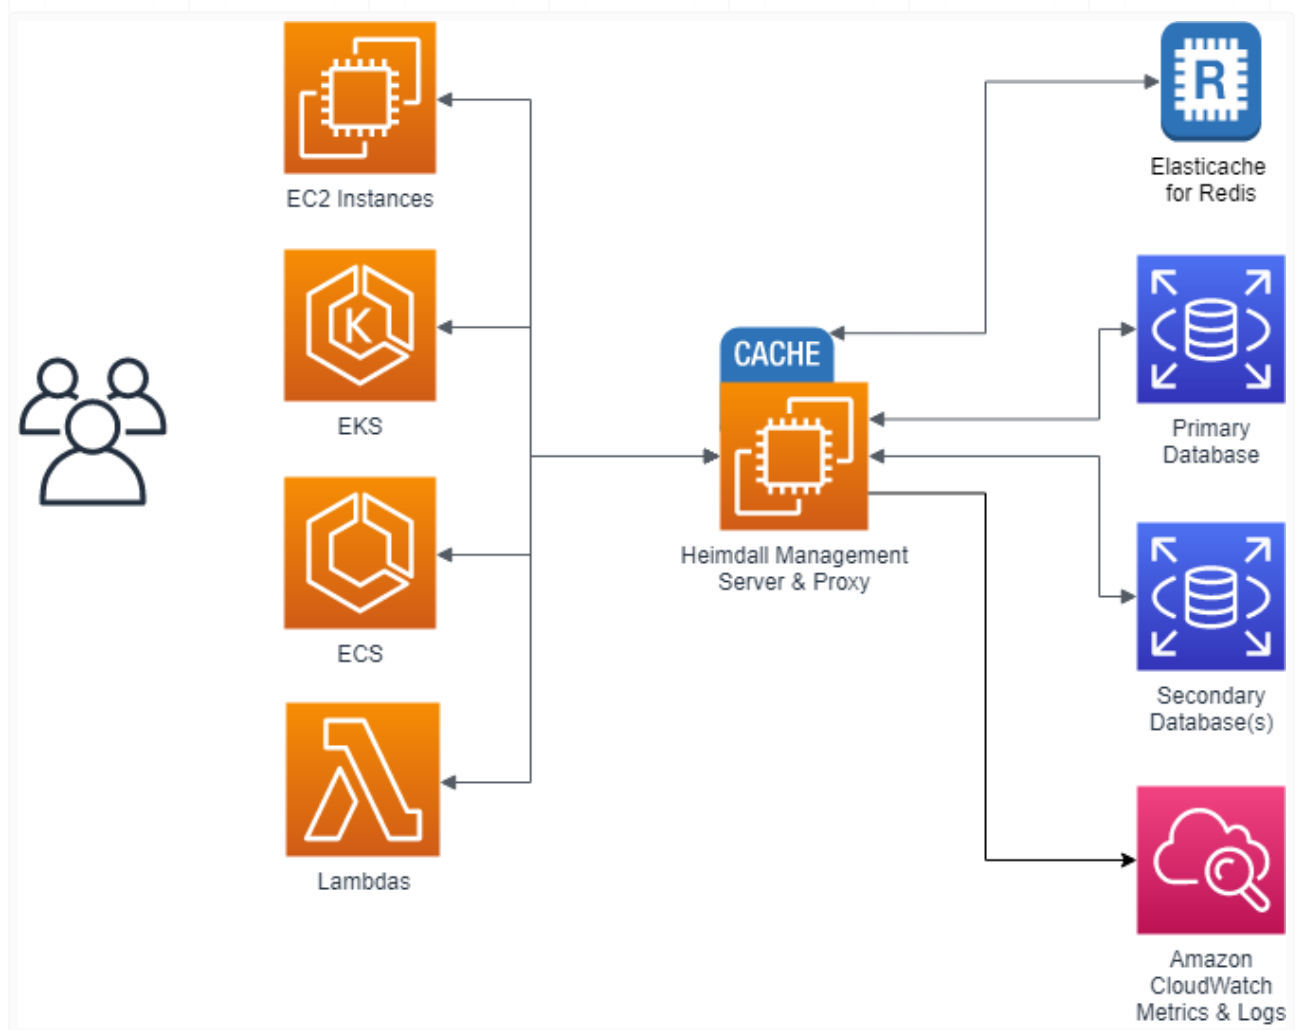 EC2 Instances
K
EKS
ECS
Lambdas
CACHE
Heimdall Management
Server & Proxy
R
Elasticache
for Redis
Primary
Database
Secondary
Database(s)
Amazon
CloudWatch
Metrics & Logs